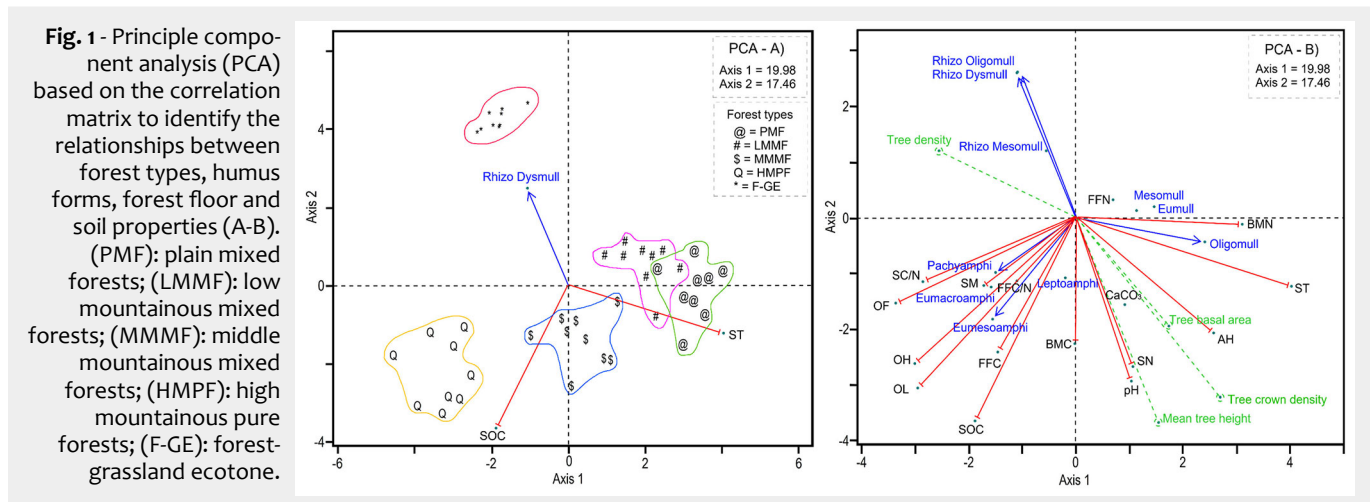 Fig. 1 - Principle compo-
nent analysis (PCA)
based on the correlation
matrix to identify the
relationships between
forest types, humus
forms, forest floor and
soil properties (A-B).
(PMF): plain mixed
forests; (LMMF): low
mountainous mixed
forests; (MMMF): middle
mountainous mixed
forests; (HMPF): high
mountainous pure
forests; (F-GE): forest-
grassland ecotone.
PCA - A)
Axis 1 = 19.98
Axis 2 = 17.46
Forest types
@ = PMF
# = LMMF
$ = MMMF
Q = HMPF
* = F-GE
Rhizo Dysmull
ST
SOC
Axis 2
4
0
-4
-6
-2
0
2
4
6
Axis 1
PCA - B)
Axis 1 = 19.98
Axis 2 = 17.46
Rhizo Oligomull
Rhizo Dysmull
Tree density
Rhizo Mesomull
FFN
Mesomull
Eumull
BMN
Oligomull
Pachyamphi
SC/N
SM
FFC/N
Leptoamphi
CaCO3
ST
OF
Eumacroamphi
Eumesoamphi
Tree basal area
AH
BMC
OH
FFC
SN
OL
pH
SOC
Tree crown density
Mean tree height
Axis 2
2
0
-2
-4
-4
-2
0
2
4
Axis 1